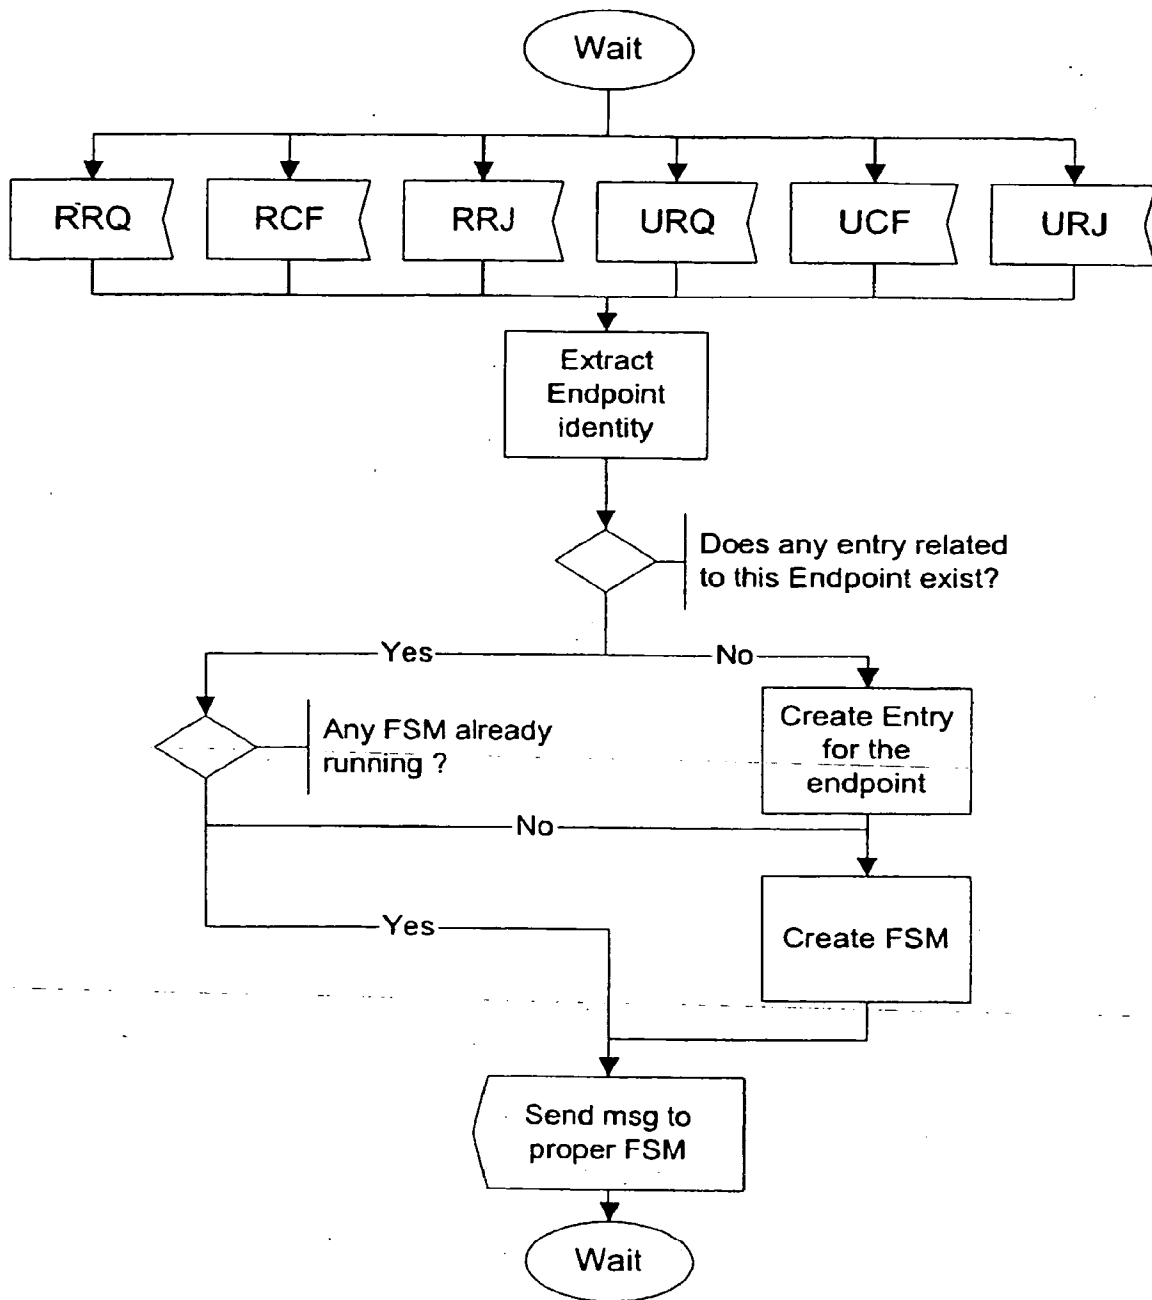 Wait
RRQ
RCF
RRJ
URQ
UCF
URJ
Extract
Endpoint
identity
Does any entry related
to this Endpoint exist?
Yes
No
Any FSM already
running ?
Create Entry
for the
endpoint
No
Yes
Create FSM
Send msg to
proper FSM
Wait